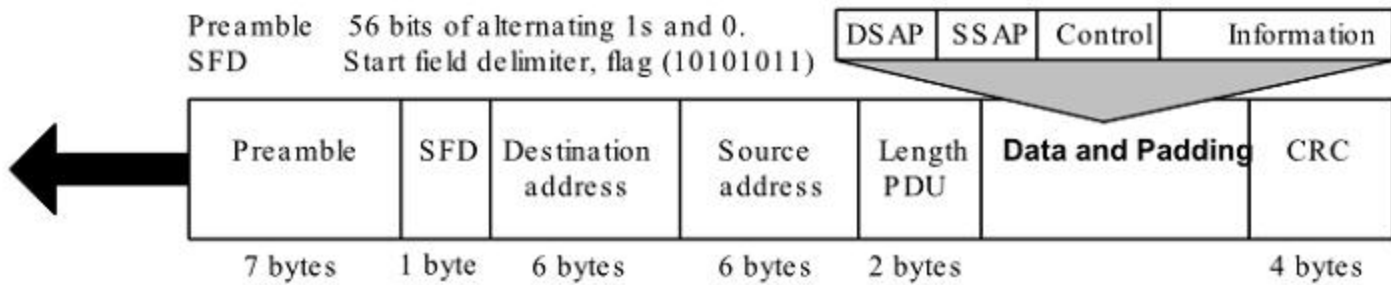 Preamble 56 bits of alternating 1s and 0.
SFD Start field delimiter, flag (10101011)
DSAP SSAP Control Information
Preamble SFD Destination address Source address Length PDU Data and Padding CRC
7 bytes 1 byte 6 bytes 6 bytes 2 bytes 4 bytes